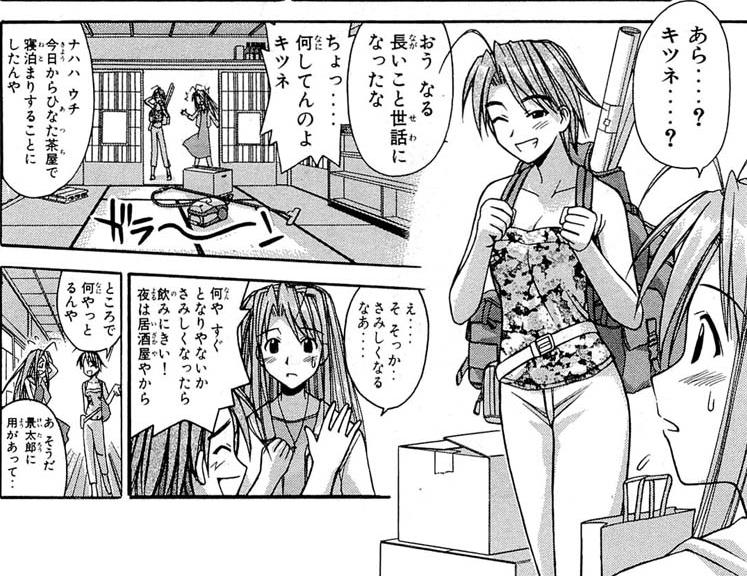 あら‥‥?
キツネ‥‥?
おう なる
長いこと世話に
なったな
ちょっ‥‥
何してんのよ
キツネ
ナハハ ウチ
今日からひなた茶屋で
寝泊まりすることに
したんや
ガラ〜〜ン
え‥‥
そ そっか‥
さみしくなる
なあ‥‥
何や すぐ
となりやないか
さみしくなったら
飲みにきい!
夜は居酒屋やから
ところで
何やっと
るんや
あ そうだ
景太郎に
用があって‥